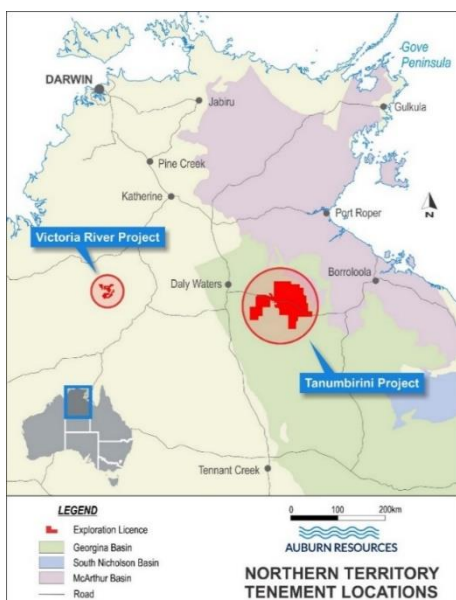 Gove
Peninsula
DARWIN
Jabiru
Gulkula
Pine Creek
Katherine
N
Port Roper
Victoria River Project
Daly Waters
Borroloola
Tanumbirini Project
Tennant Creek
LEGEND
Exploration Licence
Georgina Basin
South Nicholson Basin
McArthur Basin
Road
0 100 200km
AUBURN RESOURCES
NORTHERN TERRITORY
TENEMENT LOCATIONS